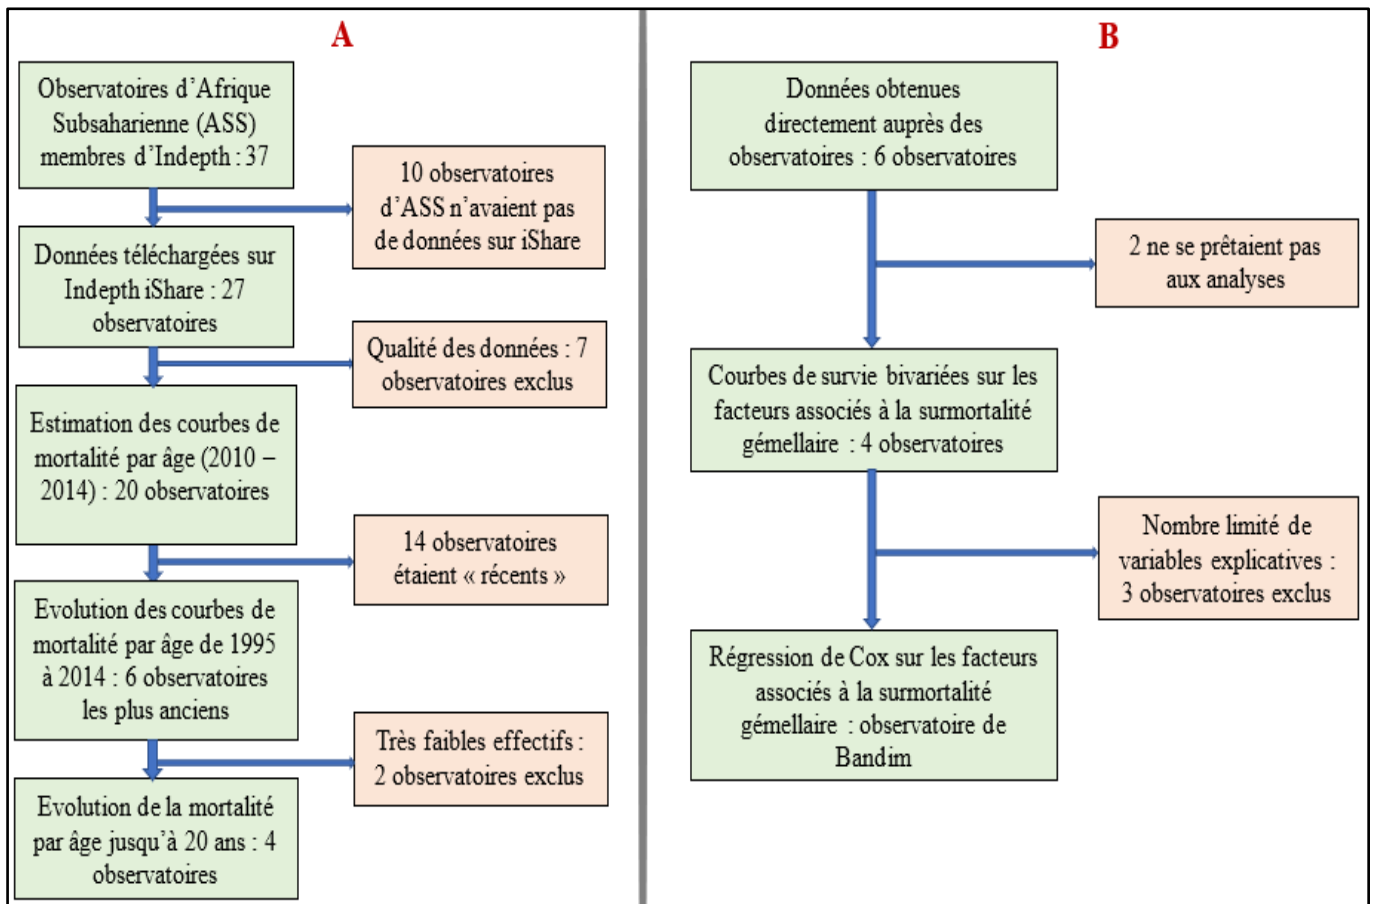 A
Observatoires d'Afrique
Subsaharienne (ASS)
membres d'Indepth : 37
10 observatoires
d'ASS n'avaient pas
de données sur iShare
Données téléchargées sur
Indepth iShare : 27
observatoires
Qualité des données : 7
observatoires exclus
Estimation des courbes de
mortalité par âge (2010 –
2014) : 20 observatoires
14 observatoires
étaient « récents »
Evolution des courbes de
mortalité par âge de 1995
à 2014 : 6 observatoires
les plus anciens
Très faibles effectifs :
2 observatoires exclus
Evolution de la mortalité
par âge jusqu'à 20 ans : 4
observatoires
B
Données obtenues
directement auprès des
observatoires : 6 observatoires
2 ne se prêtaient pas
aux analyses
Courbes de survie bivariées sur les
facteurs associés à la surmortalité
gémellaire : 4 observatoires
Nombre limité de
variables explicatives :
3 observatoires exclus
Régression de Cox sur les facteurs
associés à la surmortalité
gémellaire : observatoire de
Bandim